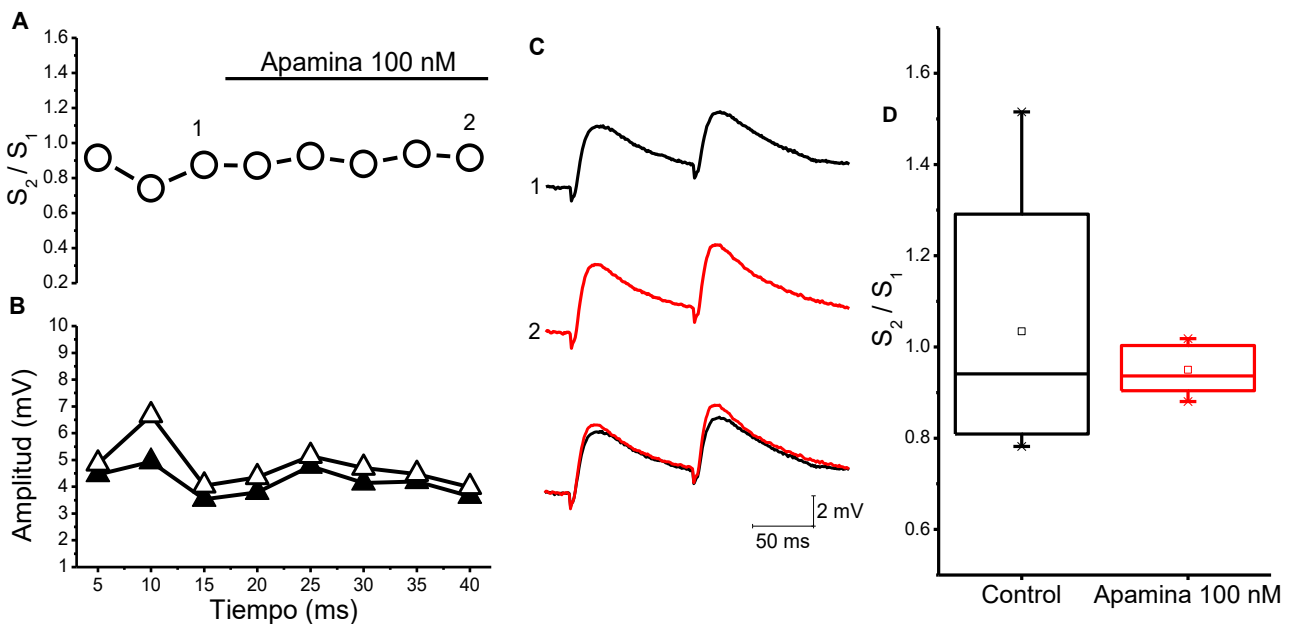 A
S2 / S1
1.6
1.4
1.2
1.0
0.8
0.6
0.4
0.2
Apamina 100 nM
1
2
B
Amplitud (mV)
10
9
8
7
6
5
4
3
2
1
5 10 15 20 25 30 35 40
Tiempo (ms)
C
1
2
2 mV
50 ms
D
S2 / S1
1.6
1.4
1.2
1.0
0.8
0.6
Control Apamina 100 nM